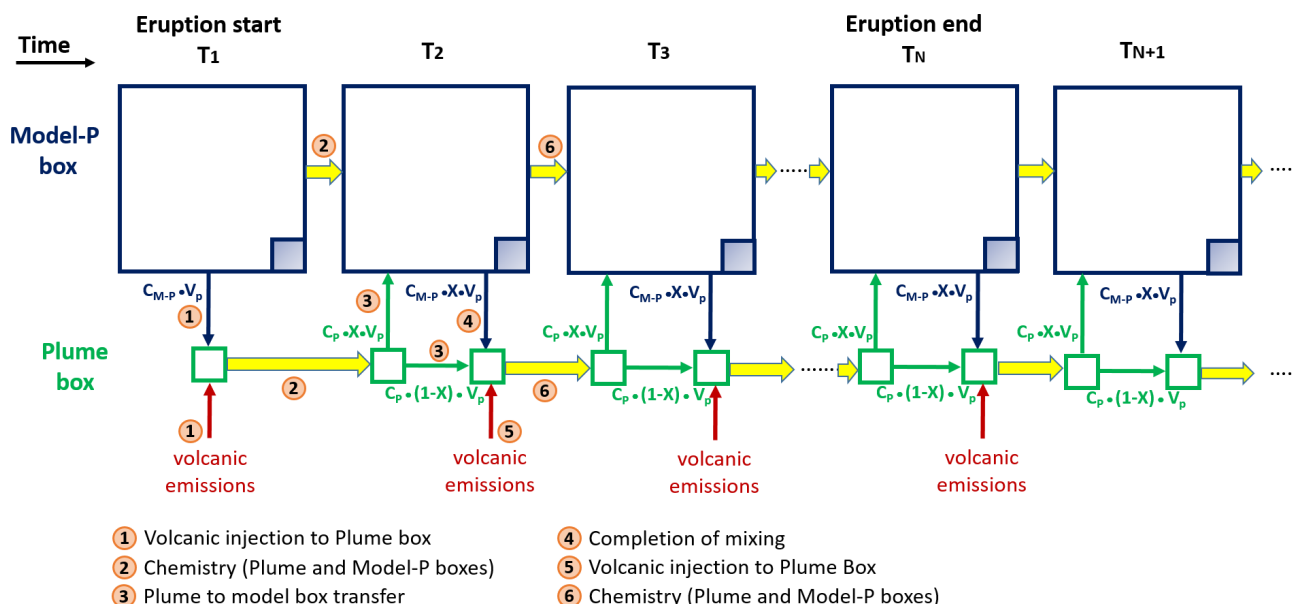 Eruption start
Eruption end
Time
T1
T2
T3
TN
TN+1
Model-P
box
2
6
.....
....
CM-P•Vp
1
3
CM-P•X•Vp
4
CP•X•VP
3
CM-P•X•Vp
CP•X•Vp
CM-P•X•Vp
CP•X•Vp
CM-P•X•Vp
CP•X•Vp
Plume
box
2
CP•(1-X)•Vp
6
CP•(1-X)•Vp
......
CP•(1-X)•Vp
CP•(1-X)•Vp
....
1
5
volcanic
emissions
volcanic
emissions
volcanic
emissions
volcanic
emissions
1 Volcanic injection to Plume box
2 Chemistry (Plume and Model-P boxes)
3 Plume to model box transfer
4 Completion of mixing
5 Volcanic injection to Plume Box
6 Chemistry (Plume and Model-P boxes)